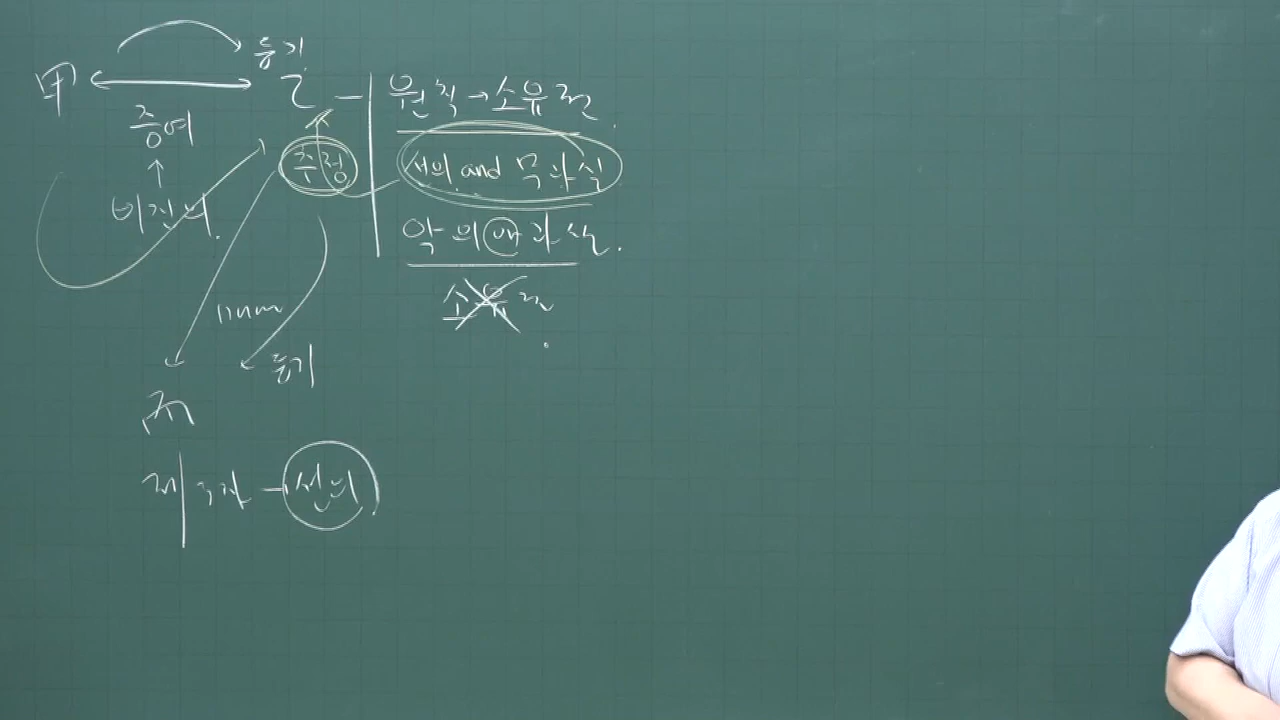 등기
甲 乙
원칙→소유권
증여
추정
선의 and 무과실
비진의
악의 or 과실
소유권
등기
丙
제3자 - 선의